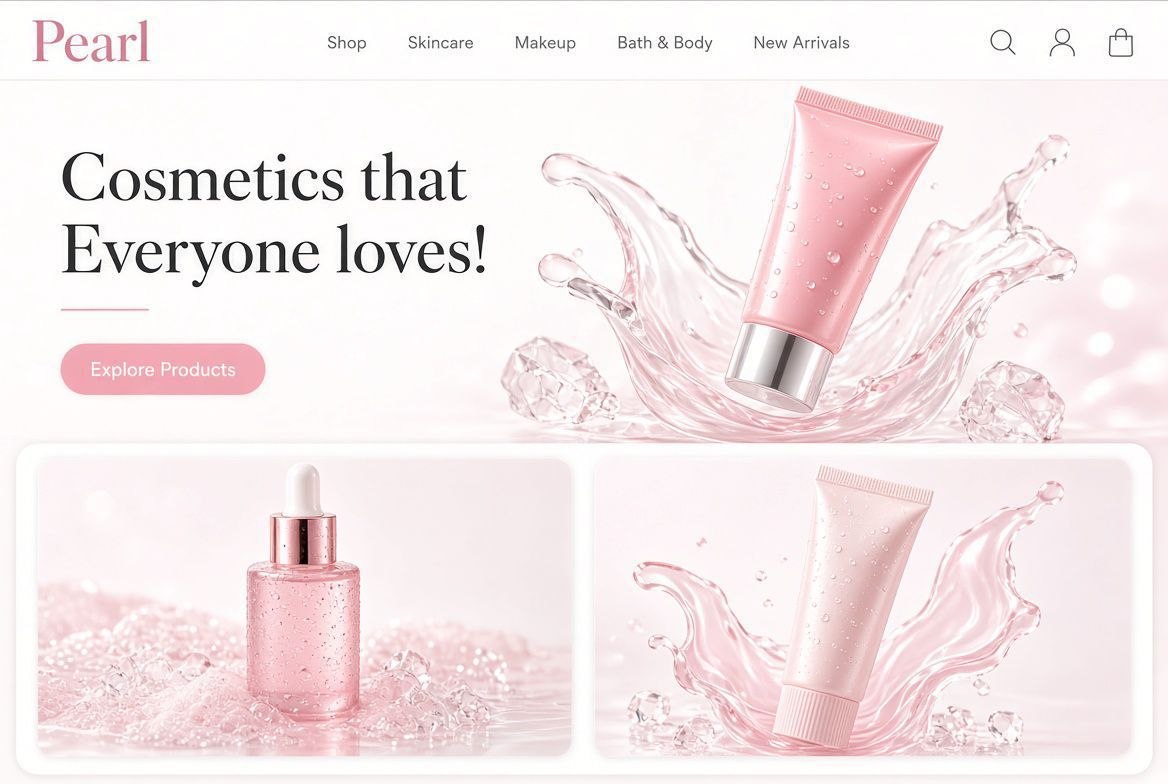 Pearl
Shop
Skincare
Makeup
Bath & Body
New Arrivals
Cosmetics that
Everyone loves!
Explore Products